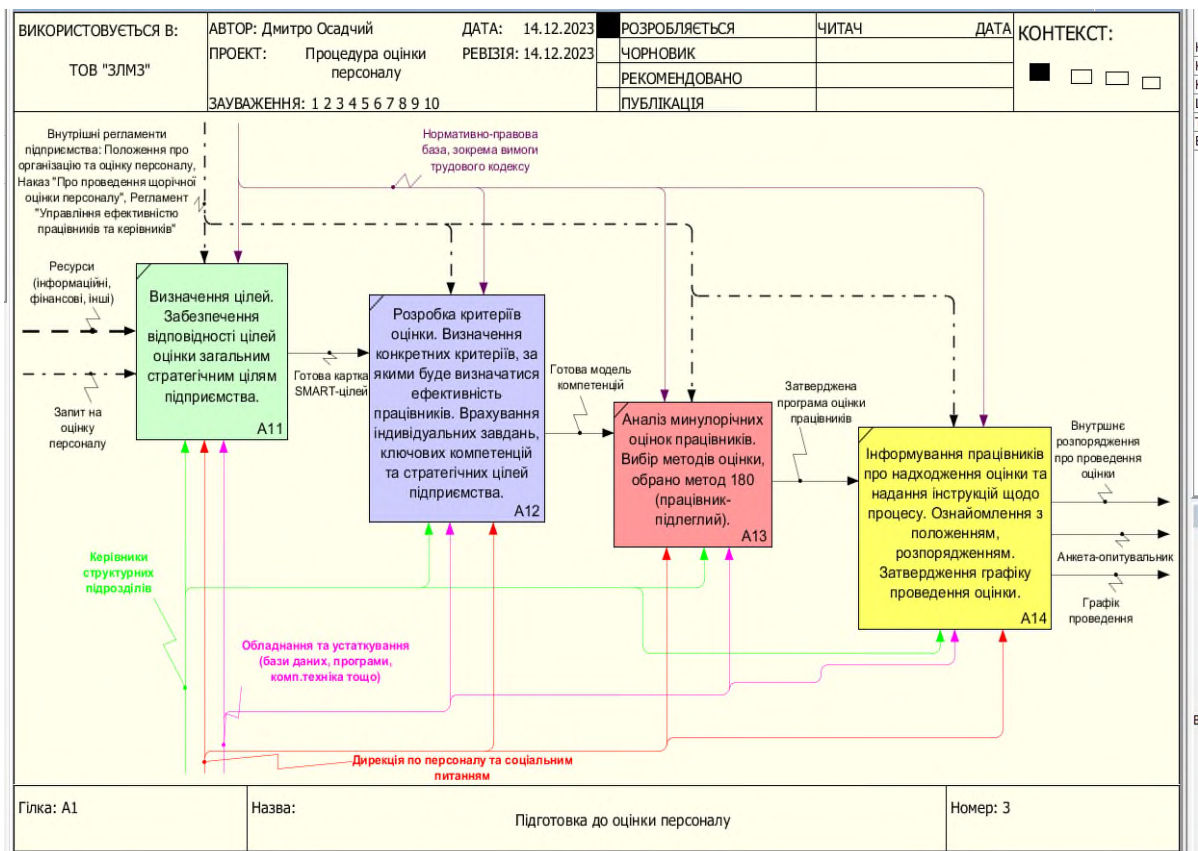 ВИКОРИСТОВУЄТЬСЯ В:
ТОВ "ЗЛМЗ"
АВТОР: Дмитро Осадчий
ДАТА: 14.12.2023
ПРОЕКТ: Процедура оцінки
персоналу
РЕВІЗІЯ: 14.12.2023
ЗАУВАЖЕННЯ: 1 2 3 4 5 6 7 8 9 10
РОЗРОБЛЯЄТЬСЯ
ЧОРНОВИК
РЕКОМЕНДОВАНО
ПУБЛІКАЦІЯ
ЧИТАЧ
ДАТА
КОНТЕКСТ:
Внутрішні регламенти
підприємства: Положення про
організацію та оцінку персоналу,
Наказ "Про проведення щорічної
оцінки персоналу", Регламент
"Управління ефективністю
працівників та керівників"
Нормативно-правова
база, зокрема вимоги
трудового кодексу
Ресурси
(інформаційні,
фінансові, інші)
Запит на
оцінку
персоналу
Визначення цілей.
Забезпечення
відповідності цілей
оцінки загальним
стратегічним цілям
підприємства.
A11
Готова картка
SMART-цілей
Розробка критеріїв
оцінки. Визначення
конкретних критеріїв, за
якими буде визначатися
ефективність
працівників. Врахування
індивідуальних завдань,
ключових компетенцій
та стратегічних цілей
підприємства.
A12
Готова модель
компетенцій
Аналіз минулорічних
оцінок працівників.
Вибір методів оцінки,
обрано метод 180
(працівник-
підлеглий).
A13
Затверджена
програма оцінки
працівників
Інформування працівників
про надходження оцінки та
надання інструкцій щодо
процесу. Ознайомлення з
положенням,
розпорядженням.
Затвердження графіку
проведення оцінки.
A14
Внутршнє
розпорядження
про проведення
оцінки
Анкета-опитувальник
Графік
проведення
Керівники
структурних
підрозділів
Обладнання та устаткування
(бази даних, програми,
комп.техніка тощо)
Дирекція по персоналу та соціальним
питанням
Гілка: A1
Назва:
Підготовка до оцінки персоналу
Номер: 3